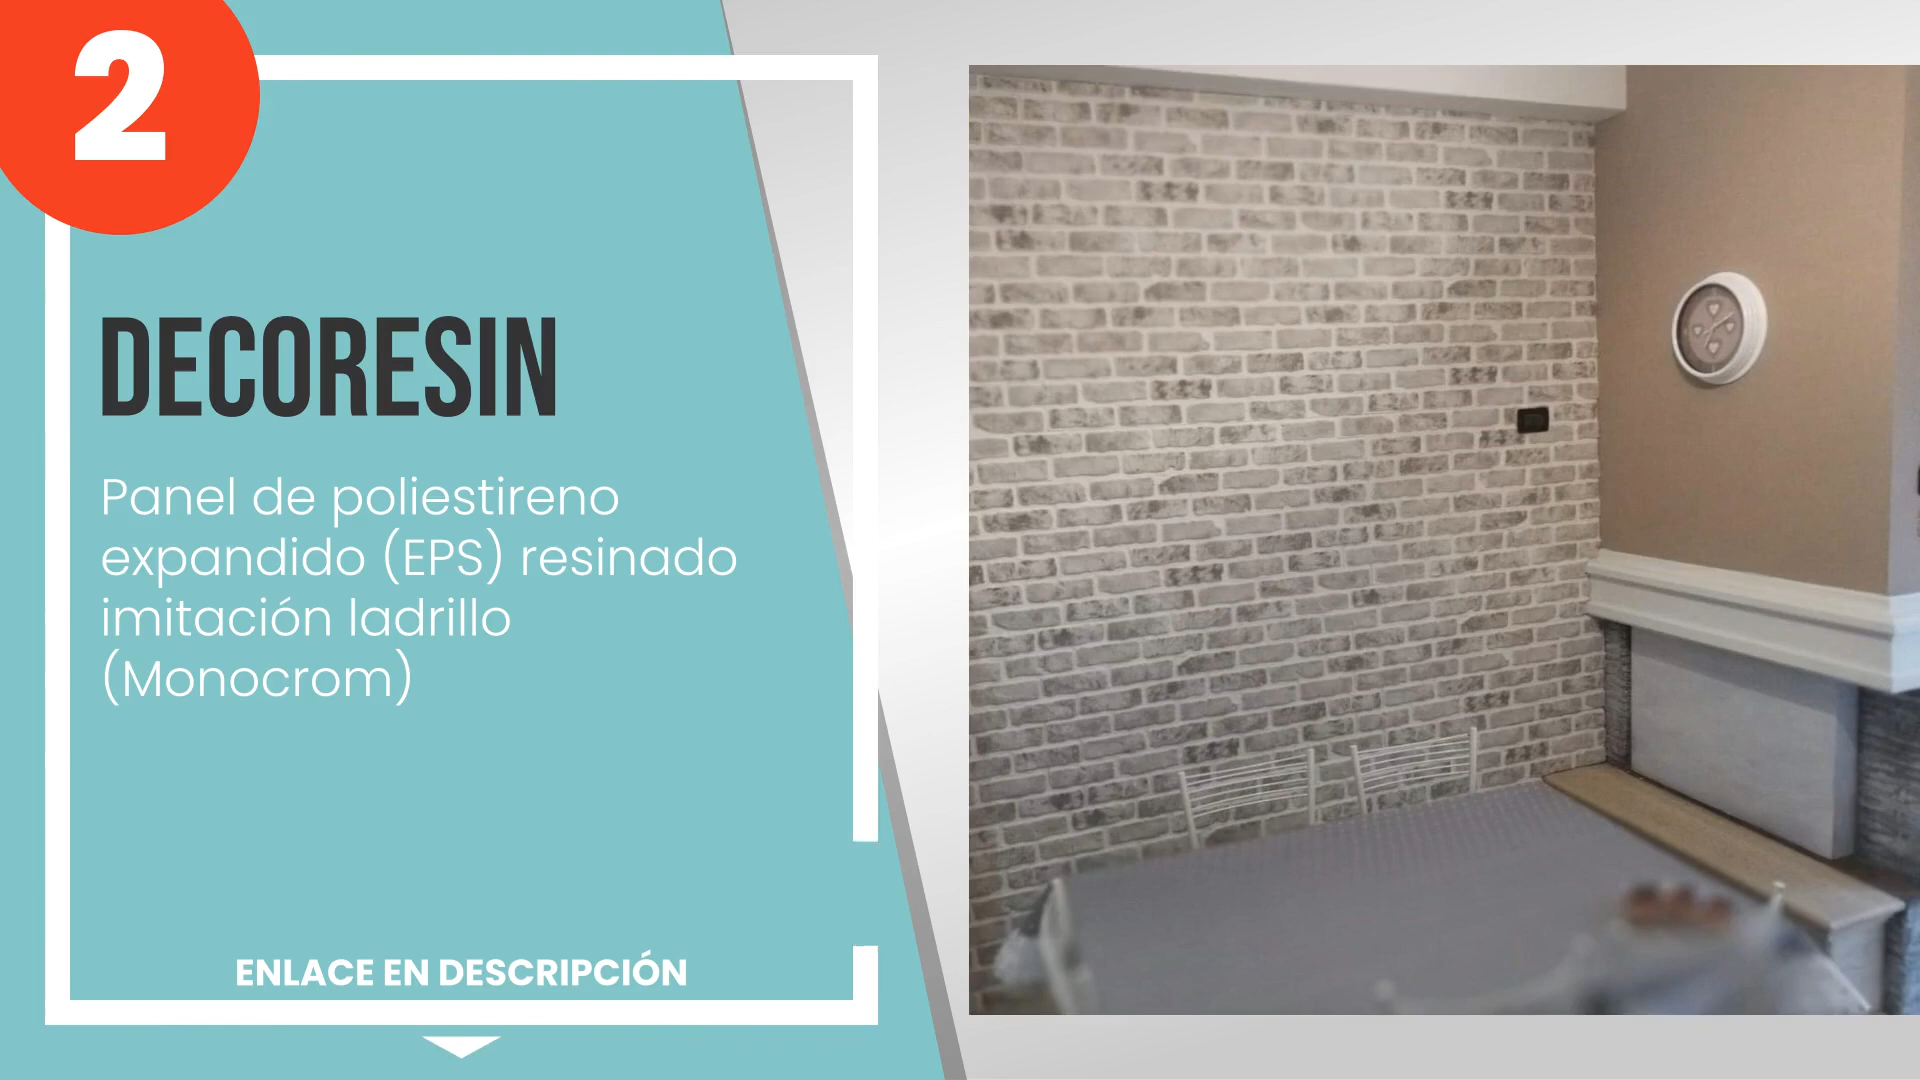 2
DECORESIN
Panel de poliestireno
expandido (EPS) resinado
imitación ladrillo
(Monocrom)
ENLACE EN DESCRIPCIÓN